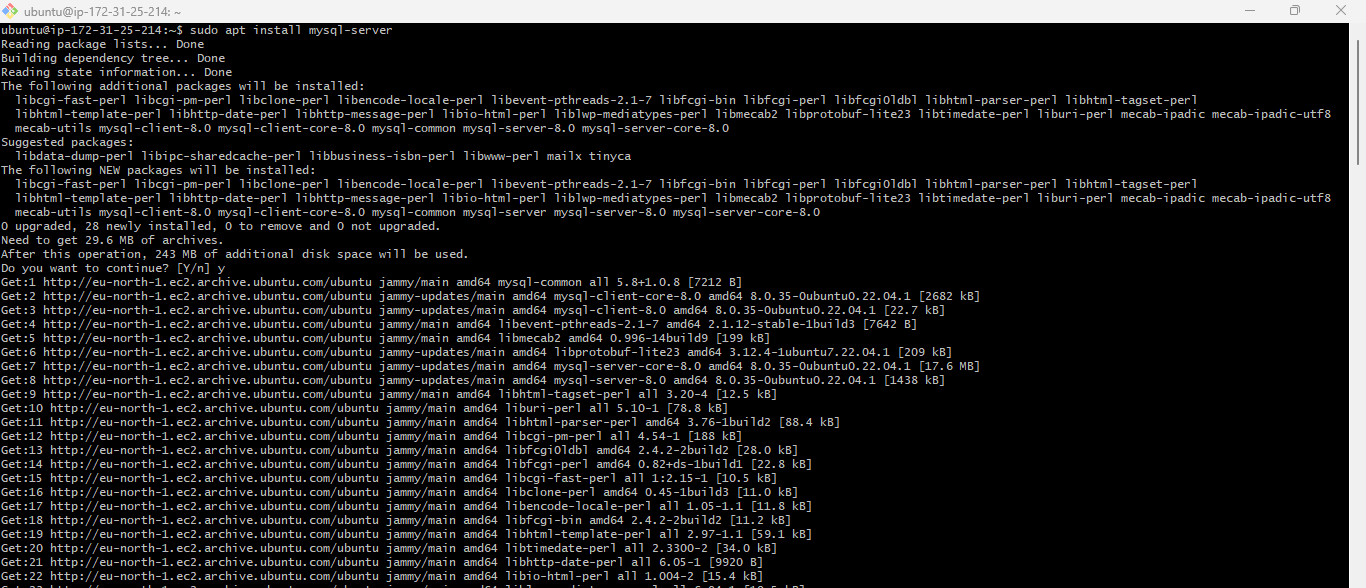 ubuntu@ip-172-31-25-214: ~
ubuntu@ip-172-31-25-214:~$ sudo apt install mysql-server
Reading package lists... Done
Building dependency tree... Done
Reading state information... Done
The following additional packages will be installed:
  libcgi-fast-perl libcgi-pm-perl libclone-perl libencode-locale-perl libevent-pthreads-2.1-7 libfcgi-bin libfcgi-perl libfcgi0ldbl libhtml-parser-perl libhtml-tagset-perl
  libhtml-template-perl libhttp-date-perl libhttp-message-perl libio-html-perl liblwp-mediatypes-perl libmecab2 libprotobuf-lite23 libtimedate-perl liburi-perl mecab-ipadic mecab-ipadic-utf8
  mecab-utils mysql-client-8.0 mysql-client-core-8.0 mysql-common mysql-server-8.0 mysql-server-core-8.0
Suggested packages:
  libdata-dump-perl libipc-sharedcache-perl libbusiness-isbn-perl libwww-perl mailx tinyca
The following NEW packages will be installed:
  libcgi-fast-perl libcgi-pm-perl libclone-perl libencode-locale-perl libevent-pthreads-2.1-7 libfcgi-bin libfcgi-perl libfcgi0ldbl libhtml-parser-perl libhtml-tagset-perl
  libhtml-template-perl libhttp-date-perl libhttp-message-perl libio-html-perl liblwp-mediatypes-perl libmecab2 libprotobuf-lite23 libtimedate-perl liburi-perl mecab-ipadic mecab-ipadic-utf8
  mecab-utils mysql-client-8.0 mysql-client-core-8.0 mysql-common mysql-server mysql-server-8.0 mysql-server-core-8.0
0 upgraded, 28 newly installed, 0 to remove and 0 not upgraded.
Need to get 29.6 MB of archives.
After this operation, 243 MB of additional disk space will be used.
Do you want to continue? [Y/n] y
Get:1 http://eu-north-1.ec2.archive.ubuntu.com/ubuntu jammy/main amd64 mysql-common all 5.8+1.0.8 [7212 B]
Get:2 http://eu-north-1.ec2.archive.ubuntu.com/ubuntu jammy-updates/main amd64 mysql-client-core-8.0 amd64 8.0.35-0ubuntu0.22.04.1 [2682 kB]
Get:3 http://eu-north-1.ec2.archive.ubuntu.com/ubuntu jammy-updates/main amd64 mysql-client-8.0 amd64 8.0.35-0ubuntu0.22.04.1 [22.7 kB]
Get:4 http://eu-north-1.ec2.archive.ubuntu.com/ubuntu jammy/main amd64 libevent-pthreads-2.1-7 amd64 2.1.12-stable-1build3 [7642 B]
Get:5 http://eu-north-1.ec2.archive.ubuntu.com/ubuntu jammy/main amd64 libmecab2 amd64 0.996-14build9 [199 kB]
Get:6 http://eu-north-1.ec2.archive.ubuntu.com/ubuntu jammy-updates/main amd64 libprotobuf-lite23 amd64 3.12.4-1ubuntu7.22.04.1 [209 kB]
Get:7 http://eu-north-1.ec2.archive.ubuntu.com/ubuntu jammy-updates/main amd64 mysql-server-core-8.0 amd64 8.0.35-0ubuntu0.22.04.1 [17.6 MB]
Get:8 http://eu-north-1.ec2.archive.ubuntu.com/ubuntu jammy-updates/main amd64 mysql-server-8.0 amd64 8.0.35-0ubuntu0.22.04.1 [1438 kB]
Get:9 http://eu-north-1.ec2.archive.ubuntu.com/ubuntu jammy/main amd64 libhtml-tagset-perl all 3.20-4 [12.5 kB]
Get:10 http://eu-north-1.ec2.archive.ubuntu.com/ubuntu jammy/main amd64 liburi-perl all 5.10-1 [78.8 kB]
Get:11 http://eu-north-1.ec2.archive.ubuntu.com/ubuntu jammy/main amd64 libhtml-parser-perl amd64 3.76-1build2 [88.4 kB]
Get:12 http://eu-north-1.ec2.archive.ubuntu.com/ubuntu jammy/main amd64 libcgi-pm-perl all 4.54-1 [188 kB]
Get:13 http://eu-north-1.ec2.archive.ubuntu.com/ubuntu jammy/main amd64 libfcgi0ldbl amd64 2.4.2-2build2 [28.0 kB]
Get:14 http://eu-north-1.ec2.archive.ubuntu.com/ubuntu jammy/main amd64 libfcgi-perl amd64 0.82+ds-1build1 [22.8 kB]
Get:15 http://eu-north-1.ec2.archive.ubuntu.com/ubuntu jammy/main amd64 libcgi-fast-perl all 1:2.15-1 [10.5 kB]
Get:16 http://eu-north-1.ec2.archive.ubuntu.com/ubuntu jammy/main amd64 libclone-perl amd64 0.45-1build3 [11.0 kB]
Get:17 http://eu-north-1.ec2.archive.ubuntu.com/ubuntu jammy/main amd64 libencode-locale-perl all 1.05-1.1 [11.8 kB]
Get:18 http://eu-north-1.ec2.archive.ubuntu.com/ubuntu jammy/main amd64 libfcgi-bin amd64 2.4.2-2build2 [11.2 kB]
Get:19 http://eu-north-1.ec2.archive.ubuntu.com/ubuntu jammy/main amd64 libhtml-template-perl all 2.97-1.1 [59.1 kB]
Get:20 http://eu-north-1.ec2.archive.ubuntu.com/ubuntu jammy/main amd64 libtimedate-perl all 2.3300-2 [34.0 kB]
Get:21 http://eu-north-1.ec2.archive.ubuntu.com/ubuntu jammy/main amd64 libhttp-date-perl all 6.05-1 [9920 B]
Get:22 http://eu-north-1.ec2.archive.ubuntu.com/ubuntu jammy/main amd64 libio-html-perl all 1.004-2 [15.4 kB]